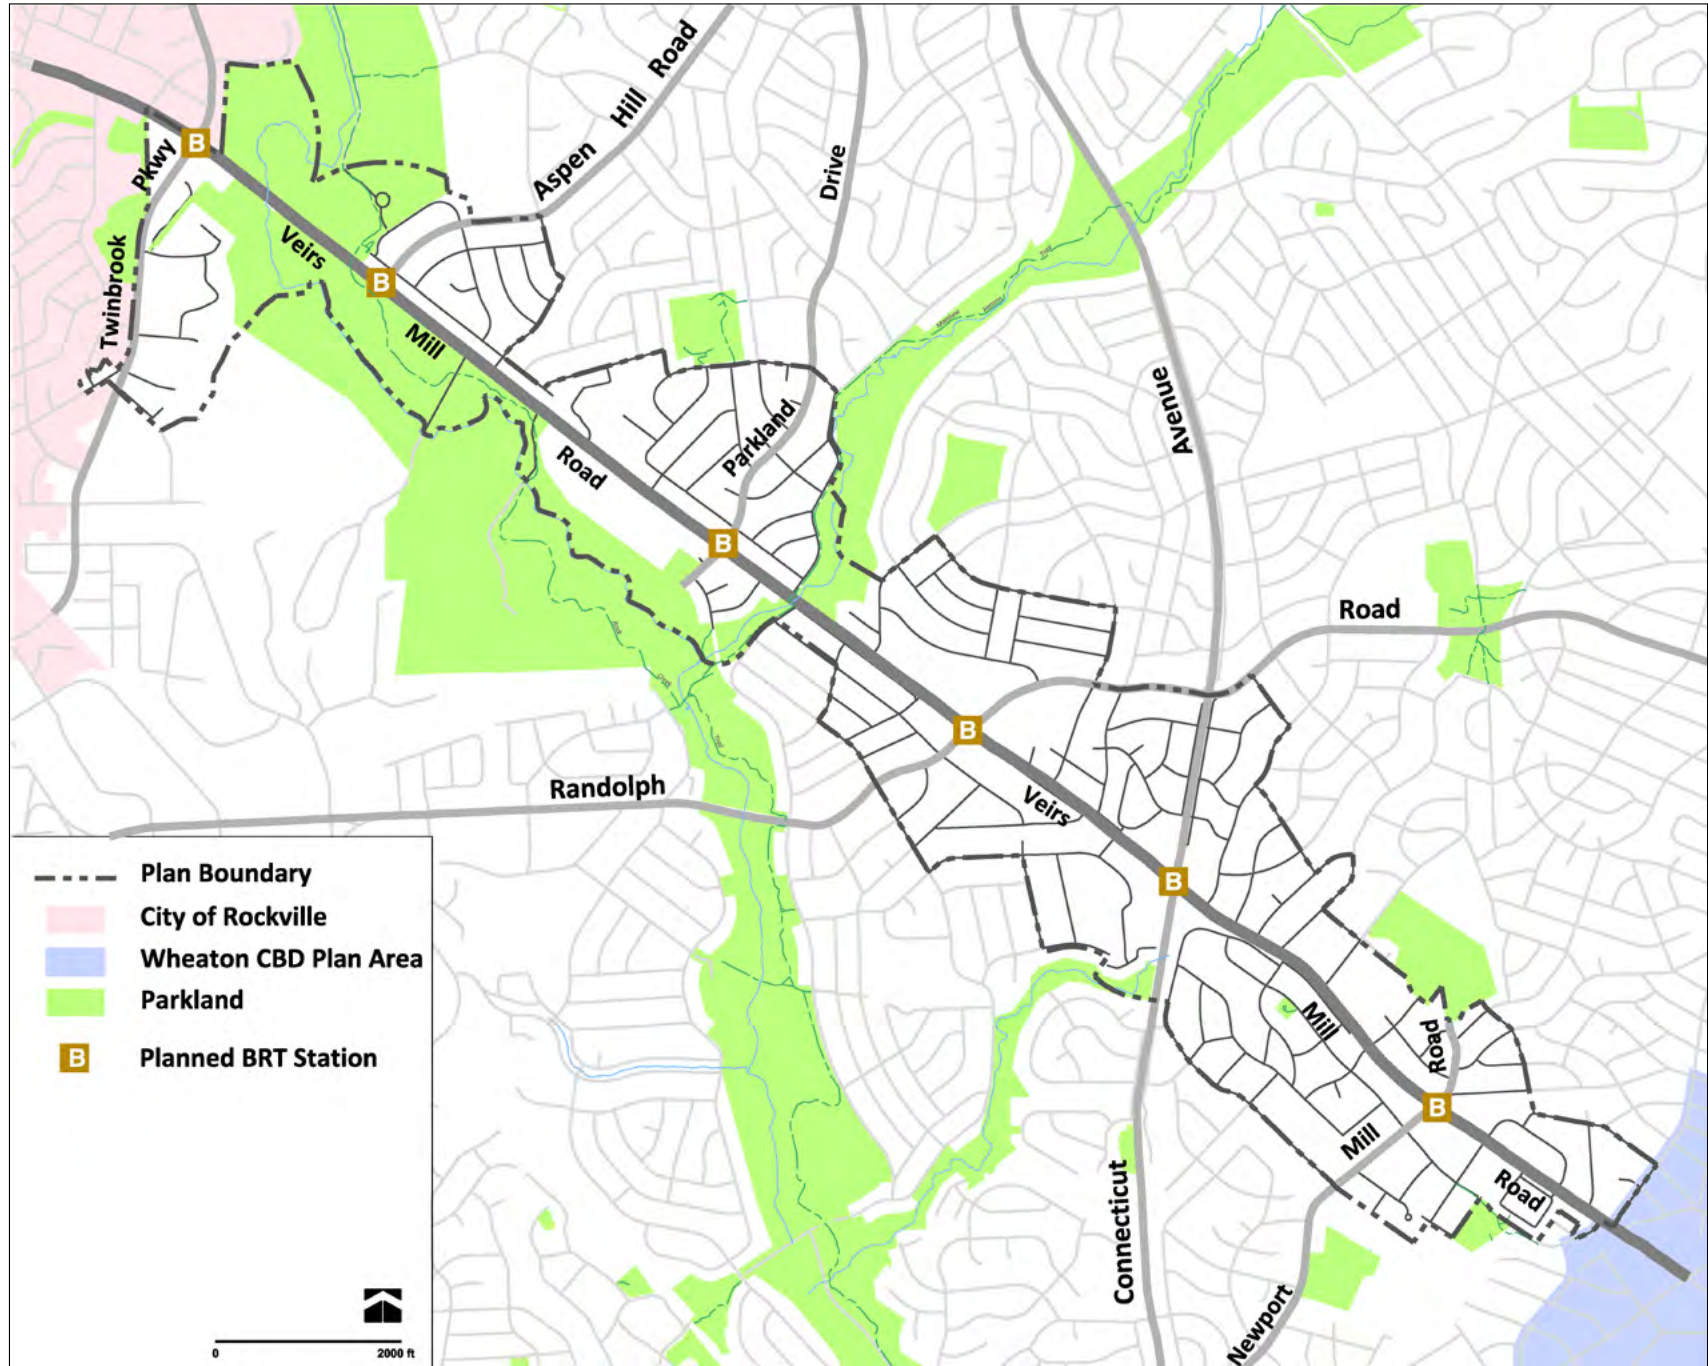 Aspen Hill Road
Drive
B
Pkwy
Twinbrook
Veirs
B
Mill
Road
Parkland
B
Avenue
Road
B
Randolph
Veirs
B
Mill
Road
B
Mill
Road
Connecticut
Newport
Plan Boundary
City of Rockville
Wheaton CBD Plan Area
Parkland
B Planned BRT Station
0 2000 ft